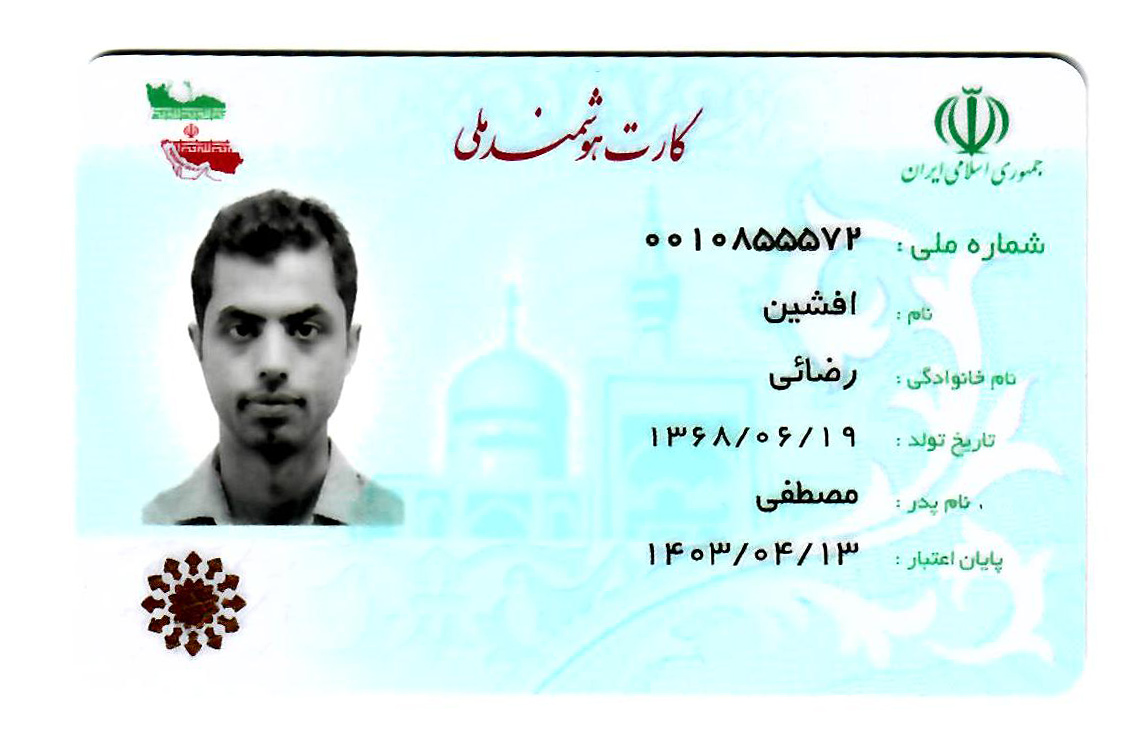 جمهوری اسلامی ایران
کارت هوشمند ملی
شماره ملی : ۰۰۱۰۸۵۵۵۷۲
نام : افشین
نام خانوادگی : رضائی
تاریخ تولد : ۱۳۶۸/۰۶/۱۹
نام پدر : مصطفی
پایان اعتبار : ۱۴۰۳/۰۴/۱۳